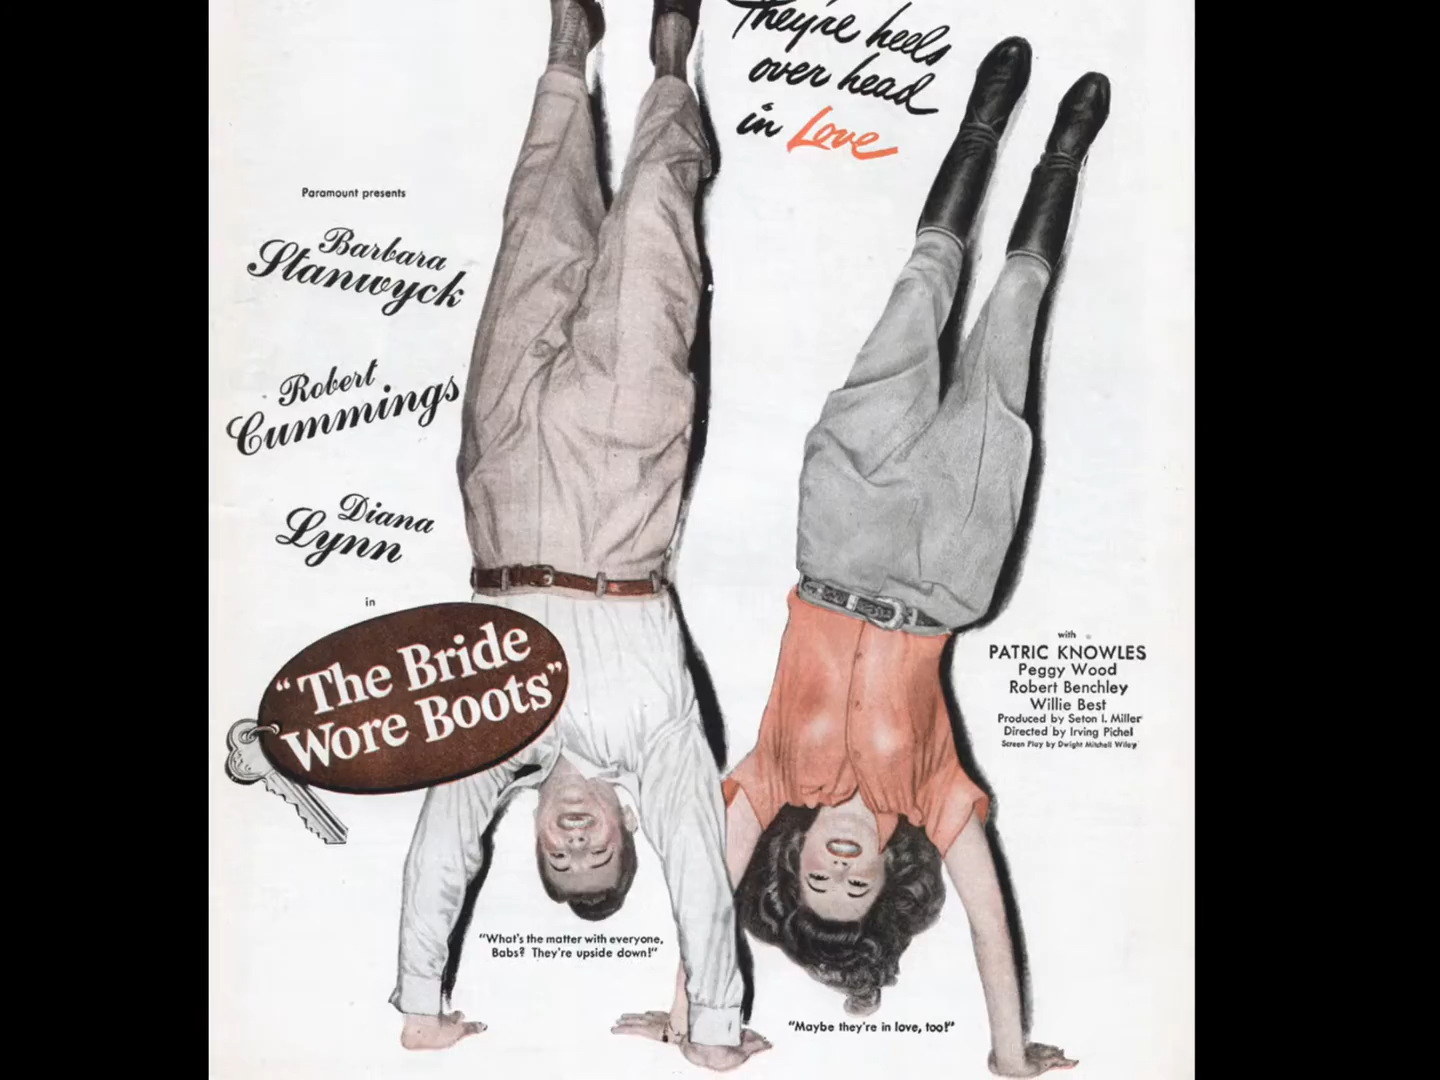 They're heels
over head
in Love
Paramount presents
Barbara
Stanwyck
Robert
Cummings
Diana
Lynn
in
"The Bride
Wore Boots"
with
PATRIC KNOWLES
Peggy Wood
Robert Benchley
Willie Best
Produced by Seton I. Miller
Directed by Irving Pichel
Screen Play by Dwight Mitchell Wiley
"What's the matter with everyone,
Babs? They're upside down!"
"Maybe they're in love, too!"